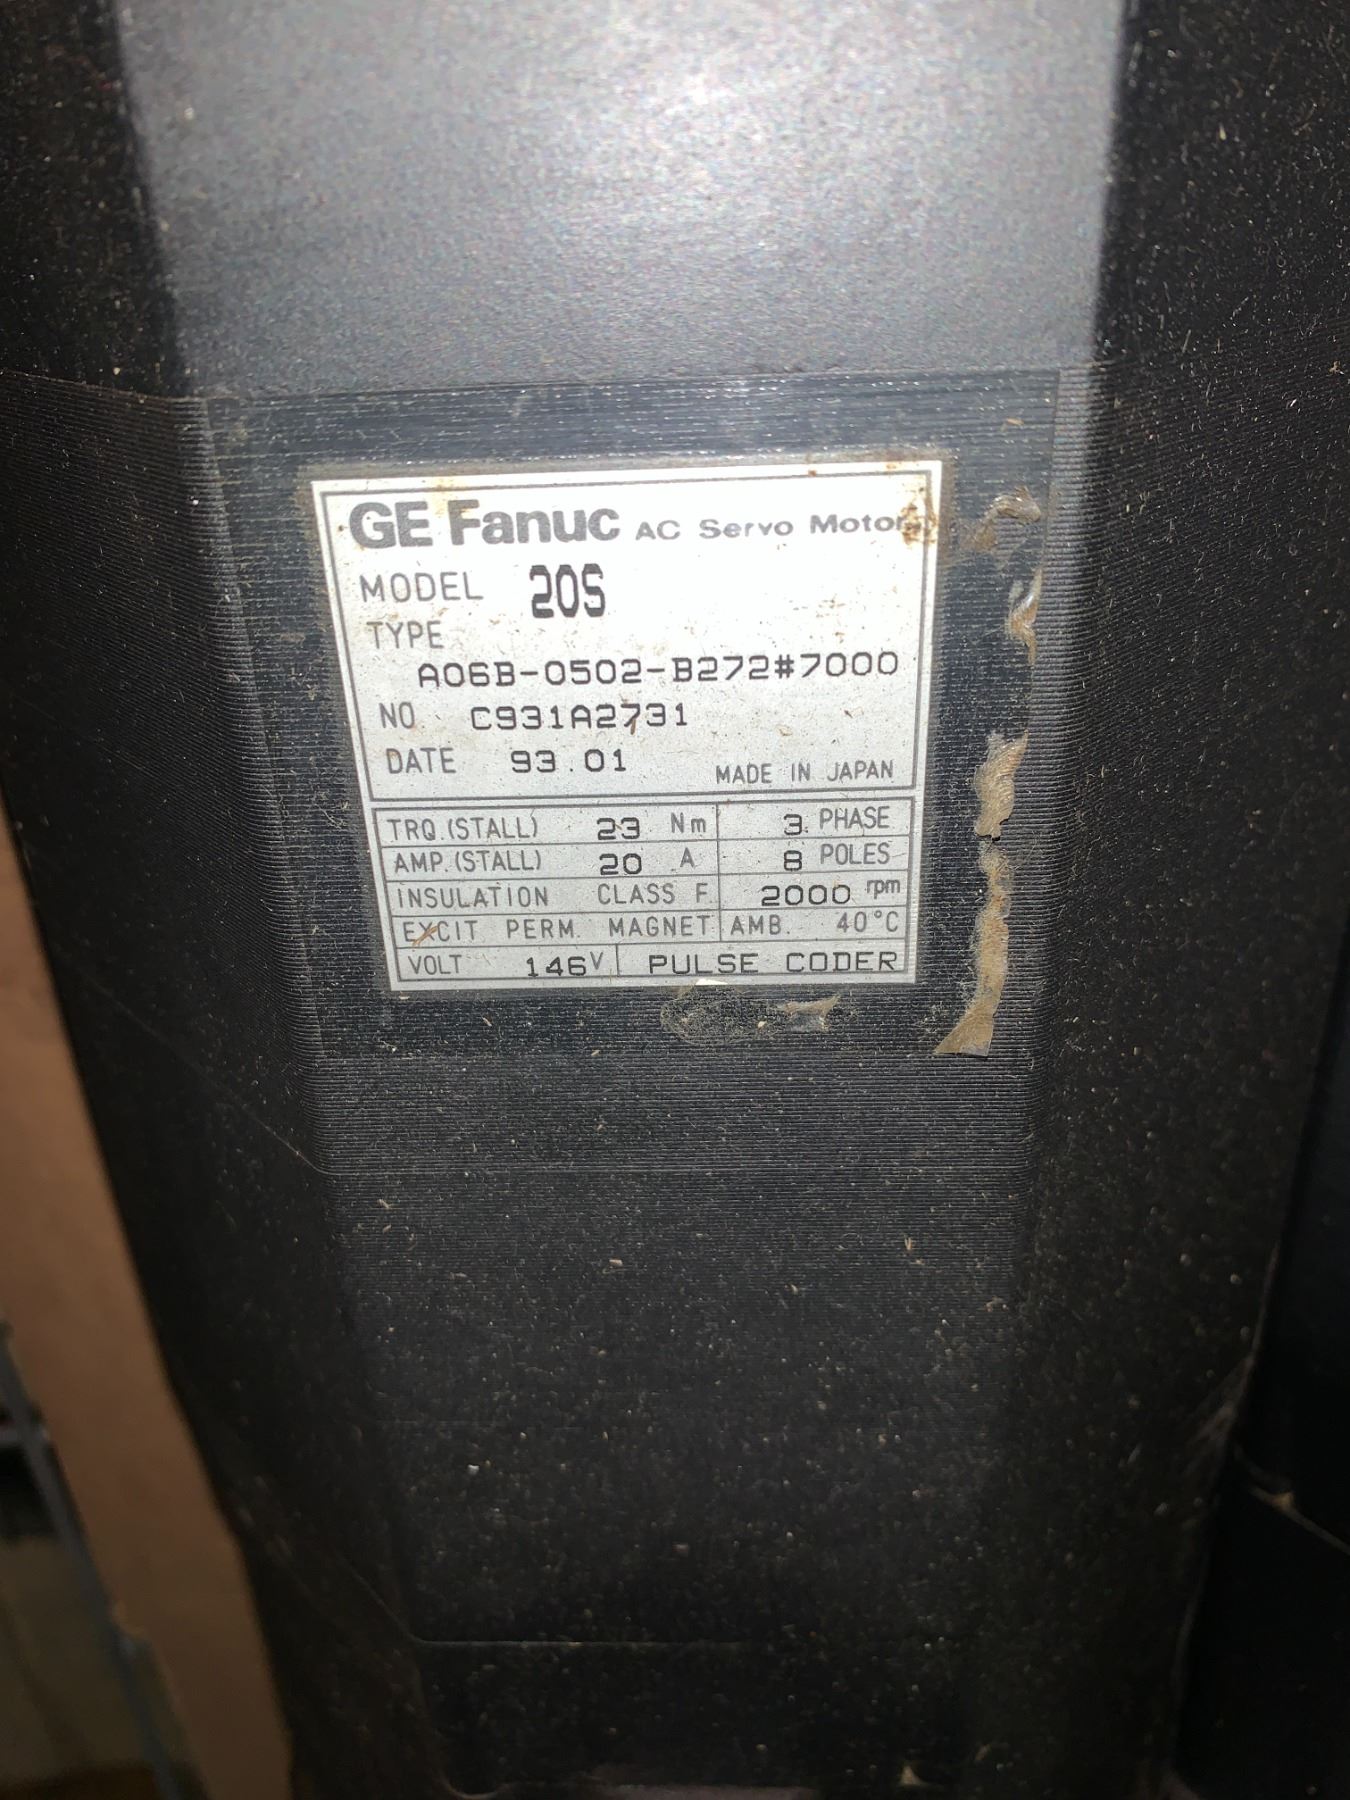 GE Fanuc AC Servo Motor
MODEL 20S
TYPE
A06B-0502-B272#7000
NO. C931A2731
DATE 93.01 MADE IN JAPAN
TRQ.(STALL) 23 Nm 3. PHASE
AMP.(STALL) 20 A 8 POLES
INSULATION CLASS F. 2000 rpm
EXCIT PERM. MAGNET AMB. 40°C
VOLT 146V PULSE CODER